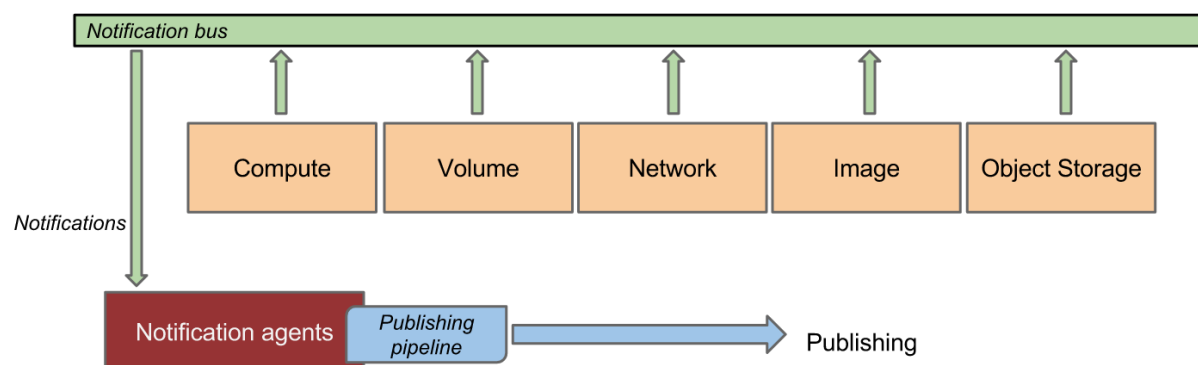 Notification bus
Compute
Volume
Network
Image
Object Storage
Notifications
Notification agents
Publishing
pipeline
Publishing